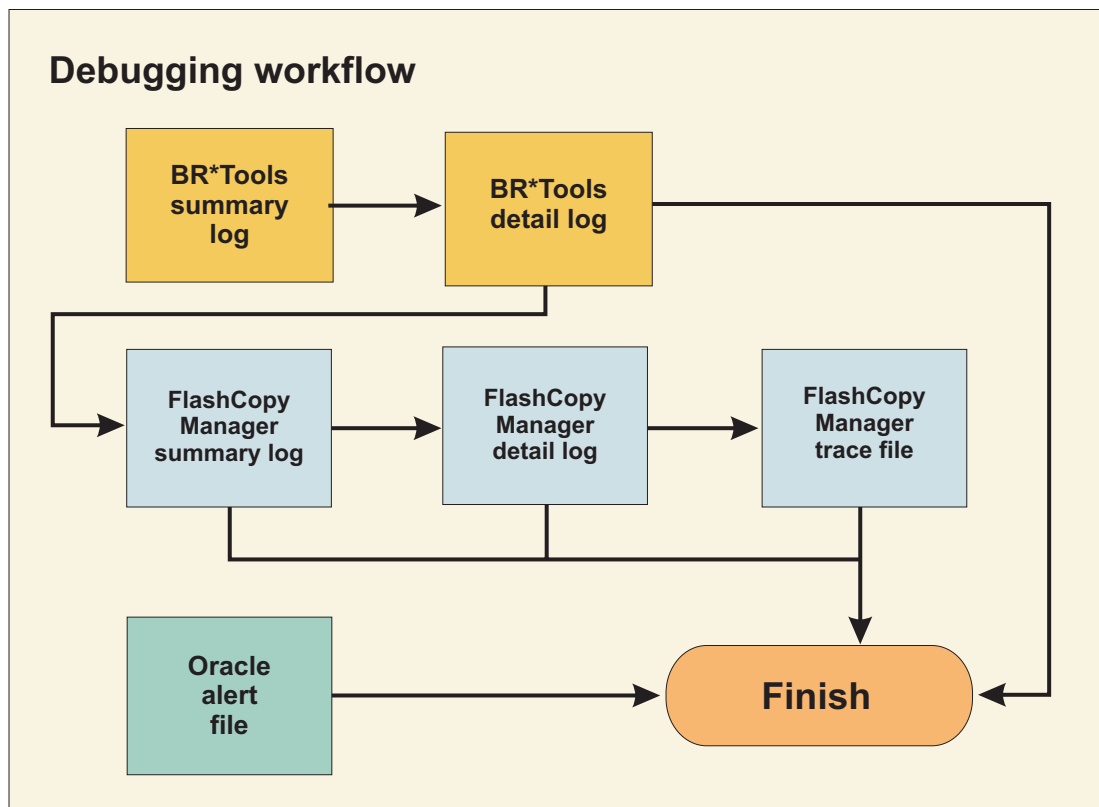 Debugging workflow
BR*Tools
summary
log
BR*Tools
detail log
FlashCopy
Manager
summary log
FlashCopy
Manager
detail log
FlashCopy
Manager
trace file
Oracle
alert
file
Finish